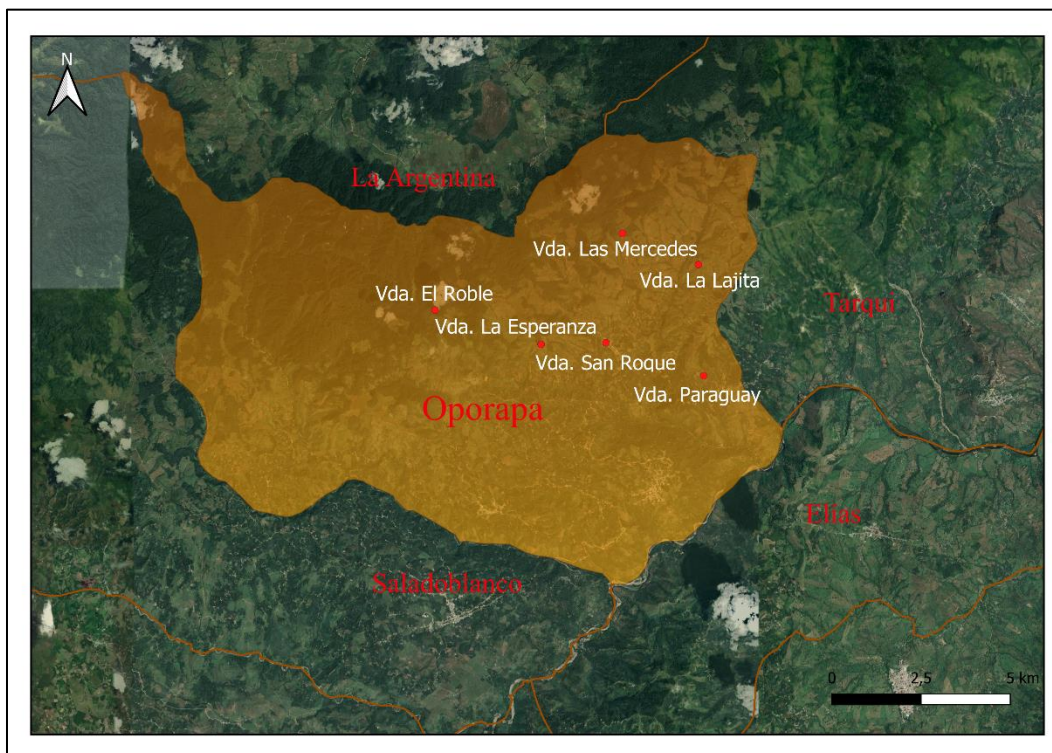 N
La Argentina
Vda. Las Mercedes
Vda. La Lajita
Vda. El Roble
Tarqui
Vda. La Esperanza
Vda. San Roque
Vda. Paraguay
Oporapa
Elías
Saladoblanco
0 2,5 5 km